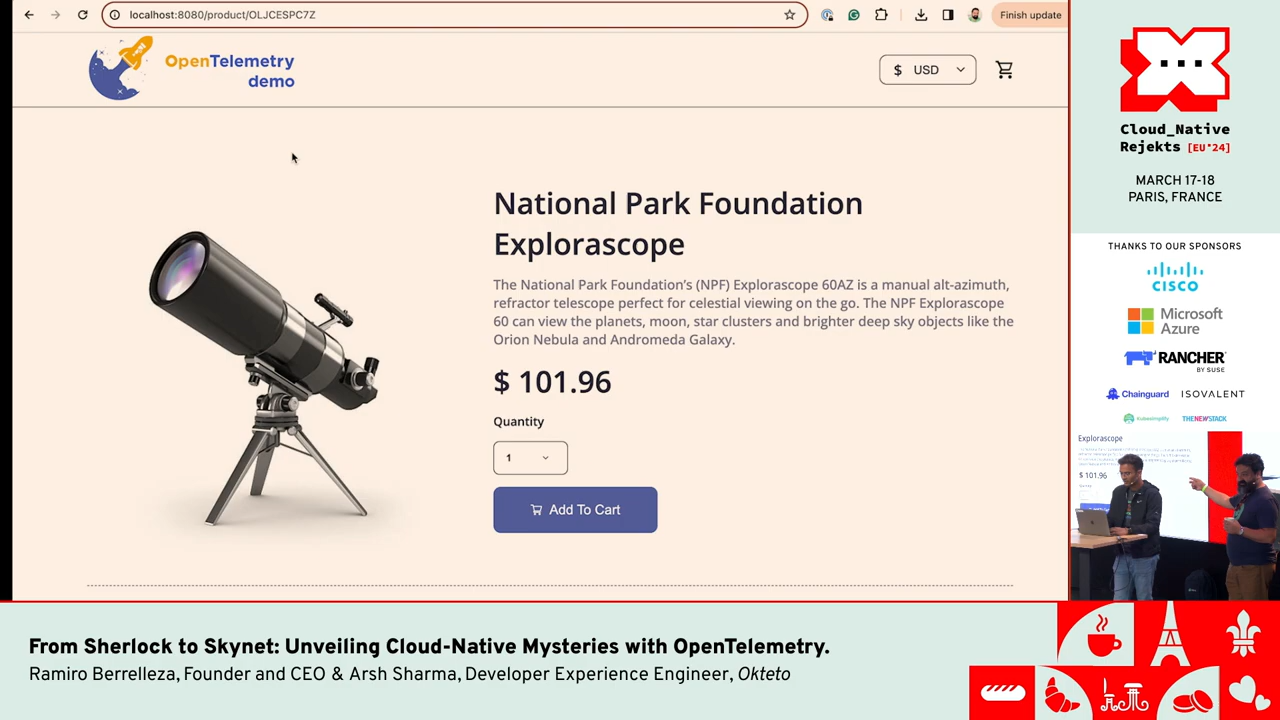 localhost:8080/product/OLJCESPC7Z
Finish update
OpenTelemetry
demo
$ USD
National Park Foundation
Explorascope
The National Park Foundation's (NPF) Explorascope 60AZ is a manual alt-azimuth,
refractor telescope perfect for celestial viewing on the go. The NPF Explorascope
60 can view the planets, moon, star clusters and brighter deep sky objects like the
Orion Nebula and Andromeda Galaxy.
$ 101.96
Quantity
1
Add To Cart
Cloud_Native
Rejekts [EU*24]
MARCH 17-18
PARIS, FRANCE
THANKS TO OUR SPONSORS
CISCO
Microsoft
Azure
RANCHER
BY SUSE
Chainguard ISOVALENT
kubesimplify THENEWSTACK
Explorascope
$ 101.96
From Sherlock to Skynet: Unveiling Cloud-Native Mysteries with OpenTelemetry.
Ramiro Berrelleza, Founder and CEO & Arsh Sharma, Developer Experience Engineer, Okteto